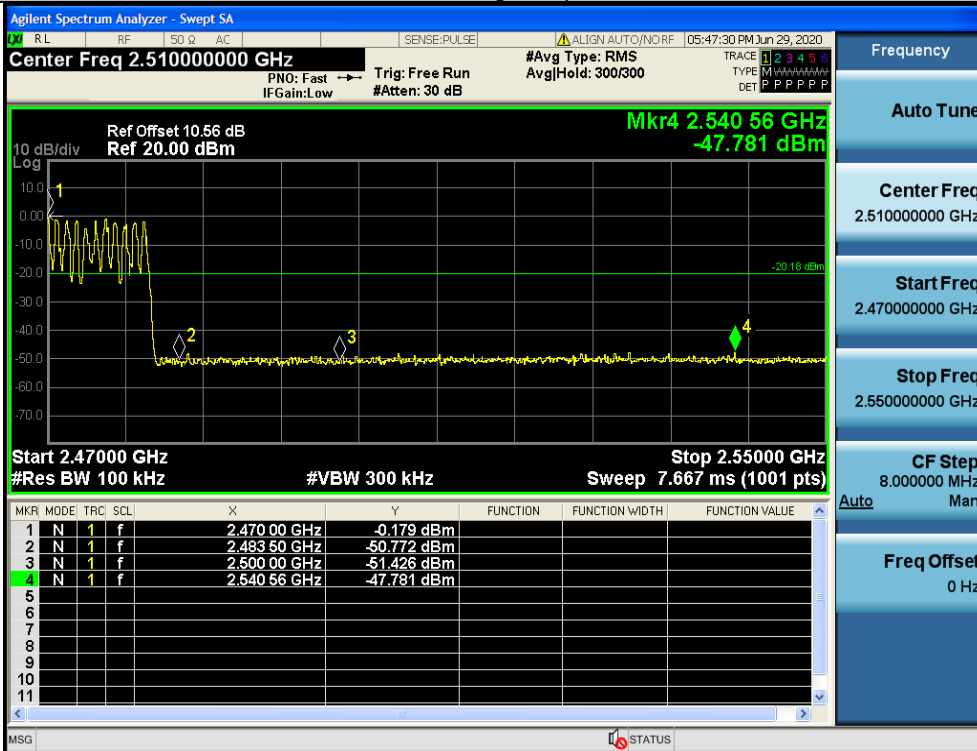 Agilent Spectrum Analyzer - Swept SA
LXI RL RF 50 Ω AC SENSE:PULSE ALIGN AUTO/NO RF 05:47:30 PM Jun 29, 2020
Center Freq 2.510000000 GHz
PNO: Fast
IFGain:Low
Trig: Free Run
#Atten: 30 dB
#Avg Type: RMS
Avg|Hold: 300/300
TRACE 1 2 3 4 5 6
TYPE M
DET P P P P P P
Ref Offset 10.56 dB
10 dB/div Ref 20.00 dBm
Log
Mkr4 2.540 56 GHz
-47.781 dBm
10.0
0.00
-10.0
-20.0
-30.0
-40.0
-50.0
-60.0
-70.0
1
2
3
4
-20.18 dBm
Start 2.47000 GHz Stop 2.55000 GHz
#Res BW 100 kHz #VBW 300 kHz Sweep 7.667 ms (1001 pts)
MKR MODE TRC SCL X Y FUNCTION FUNCTION WIDTH FUNCTION VALUE
1 N 1 f 2.470 00 GHz -0.179 dBm
2 N 1 f 2.483 50 GHz -50.772 dBm
3 N 1 f 2.500 00 GHz -51.426 dBm
4 N 1 f 2.540 56 GHz -47.781 dBm
5
6
7
8
9
10
11
MSG STATUS
Frequency
Auto Tune
Center Freq
2.510000000 GHz
Start Freq
2.470000000 GHz
Stop Freq
2.550000000 GHz
CF Step
8.000000 MHz
Auto Man
Freq Offset
0 Hz